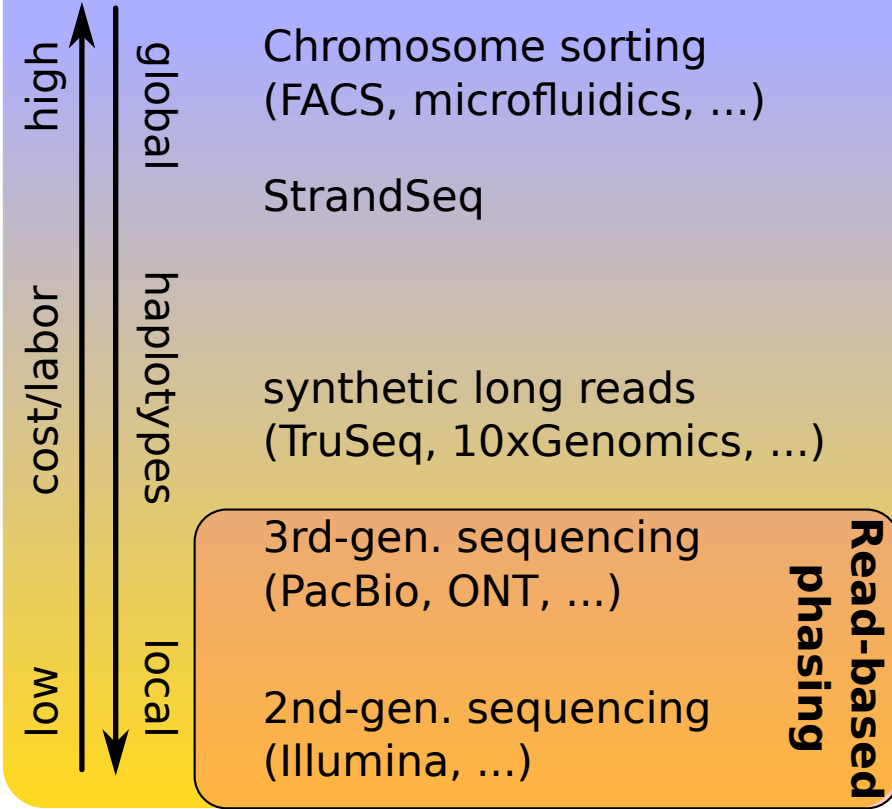 high
cost/labor
low
global
haplotypes
local
Chromosome sorting
(FACS, microfluidics, ...)
StrandSeq
synthetic long reads
(TruSeq, 10xGenomics, ...)
3rd-gen. sequencing
(PacBio, ONT, ...)
2nd-gen. sequencing
(Illumina, ...)
Read-based
phasing